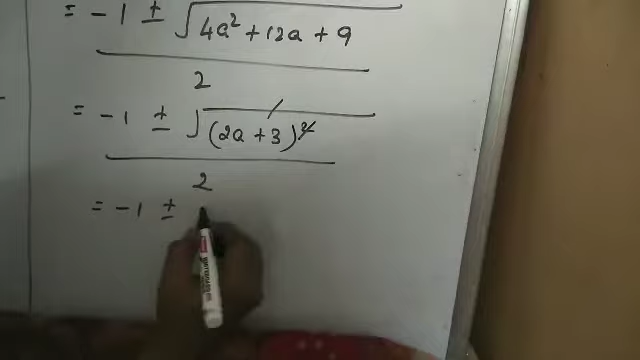 = -1 ± √4a² + 12a + 9
2
= -1 ± √(2a + 3)²
2
= -1 ±